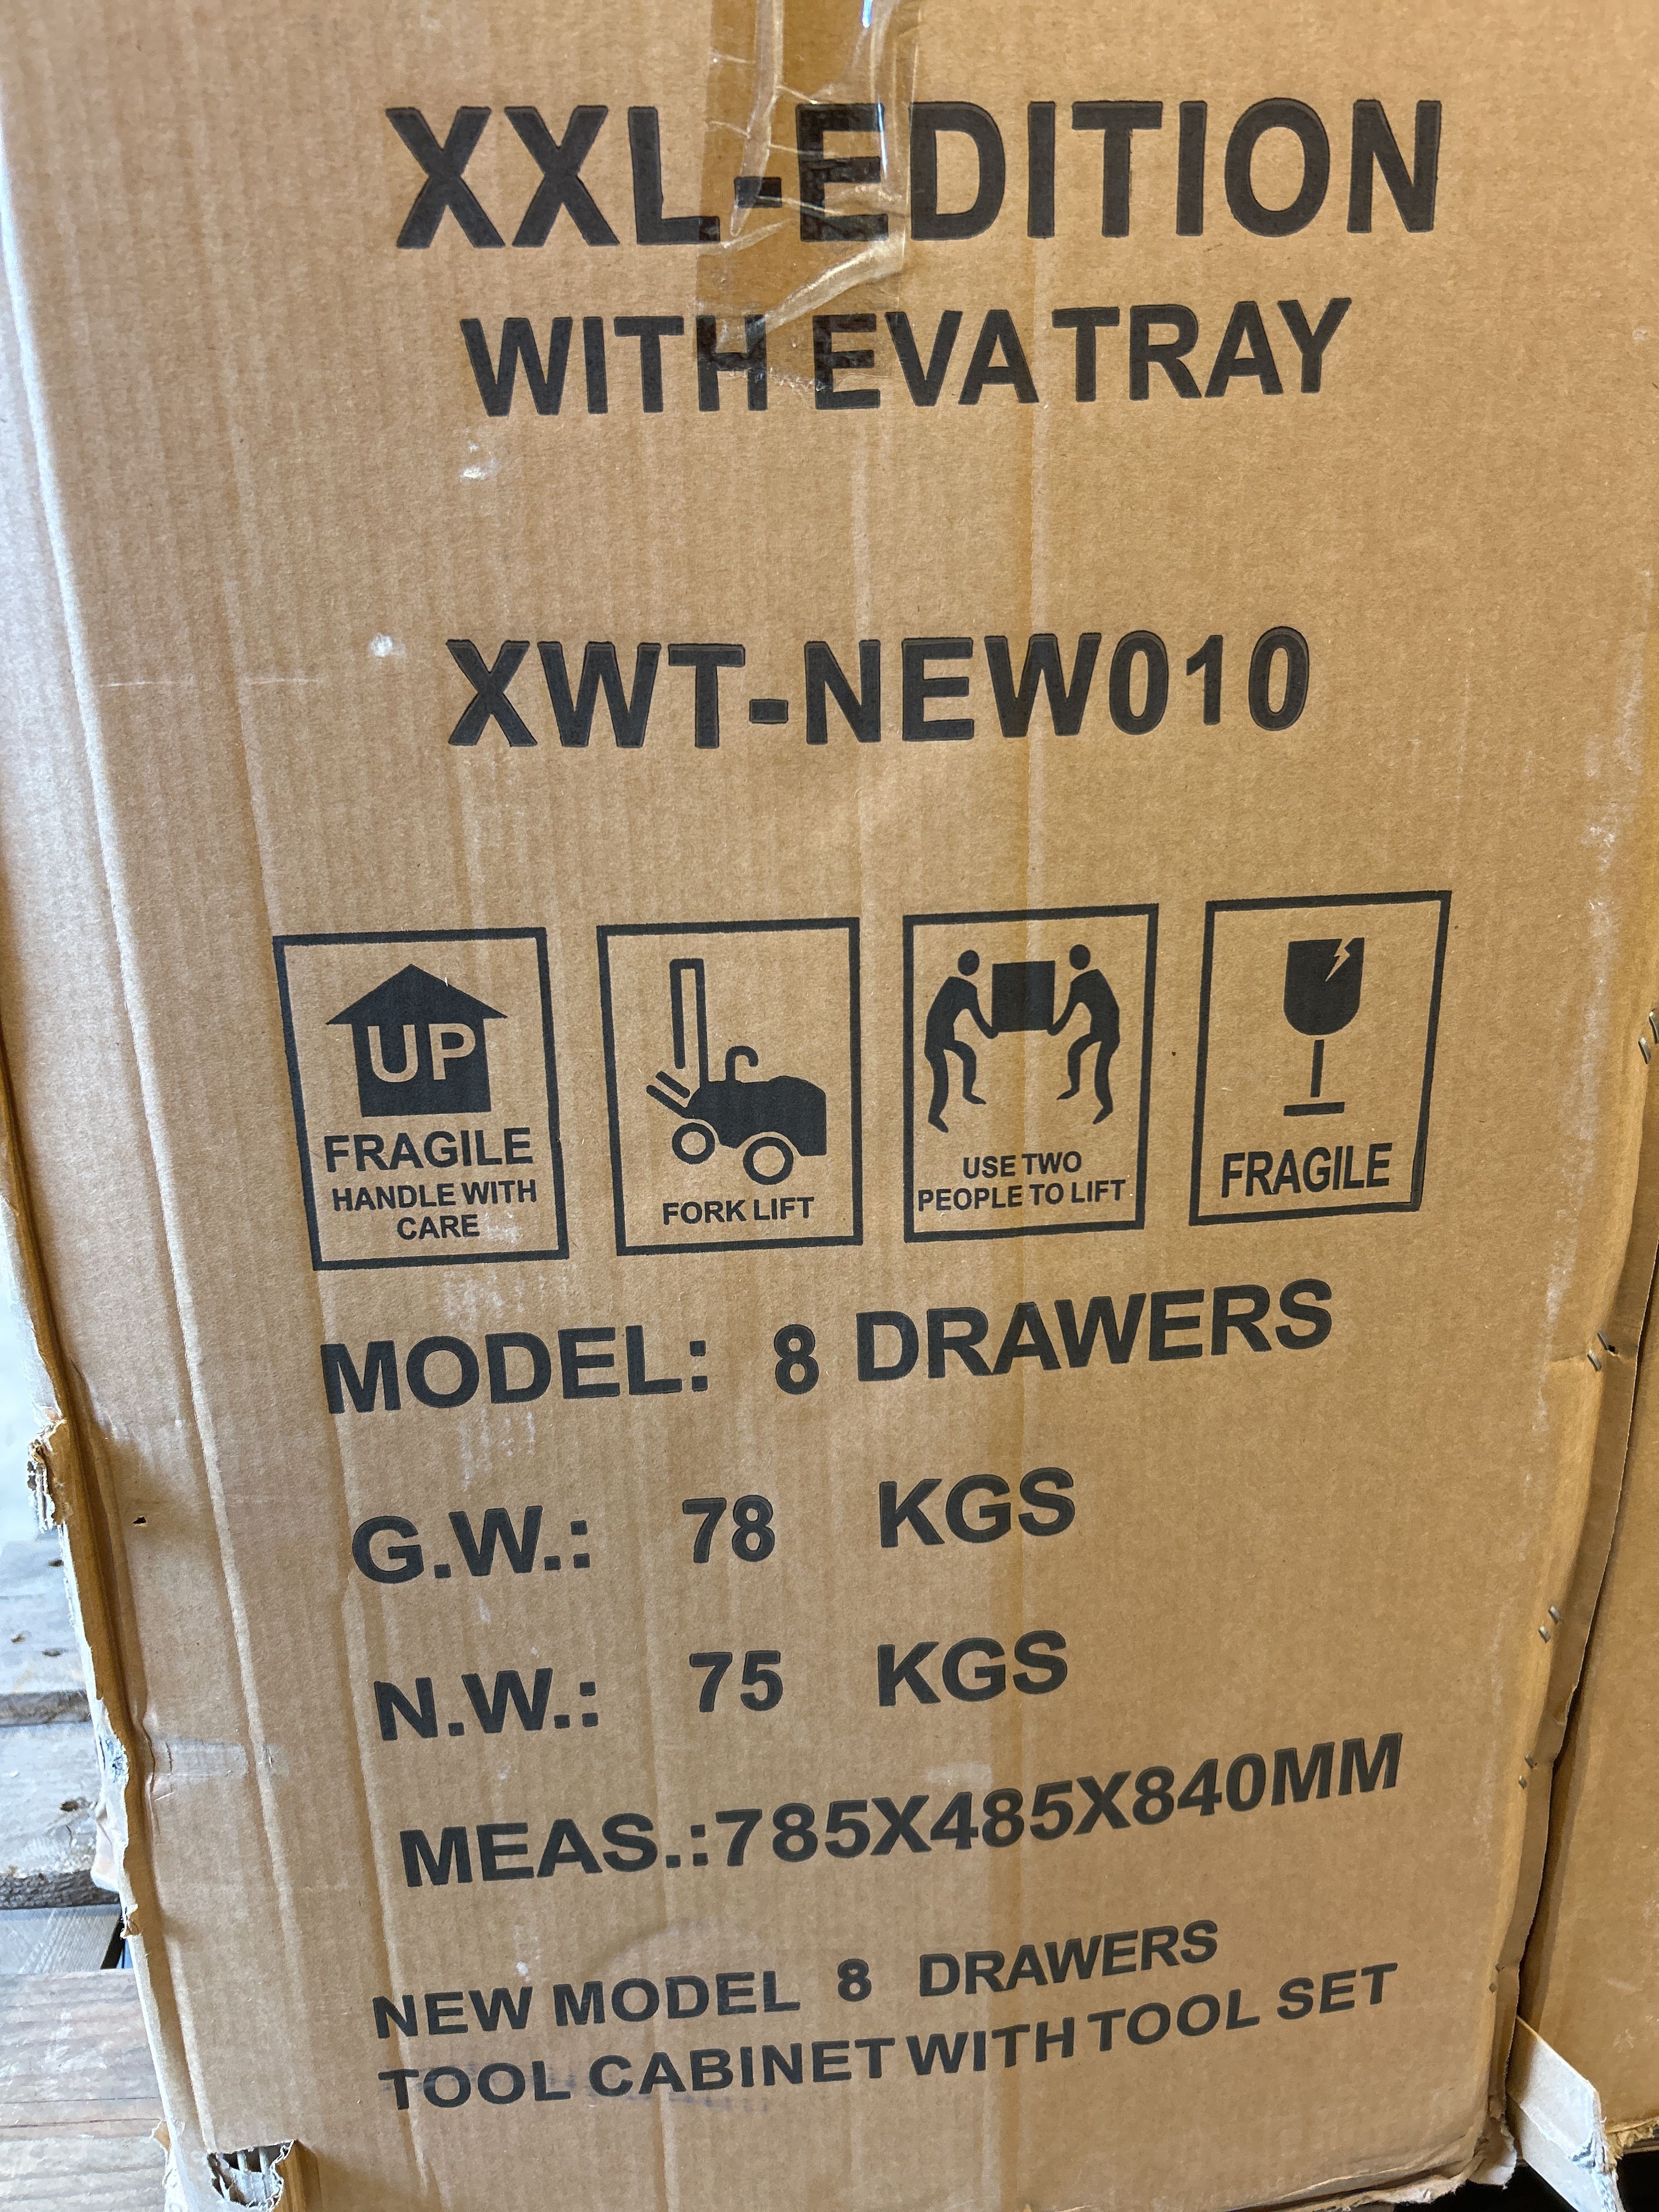 XXL-EDITION
WITH EVA TRAY
XWT-NEW010
UP
FRAGILE
HANDLE WITH
CARE
FORK LIFT
USE TWO
PEOPLE TO LIFT
FRAGILE
MODEL: 8 DRAWERS
G.W.: 78 KGS
N.W.: 75 KGS
MEAS.:785X485X840MM
NEW MODEL 8 DRAWERS
TOOL CABINET WITH TOOL SET